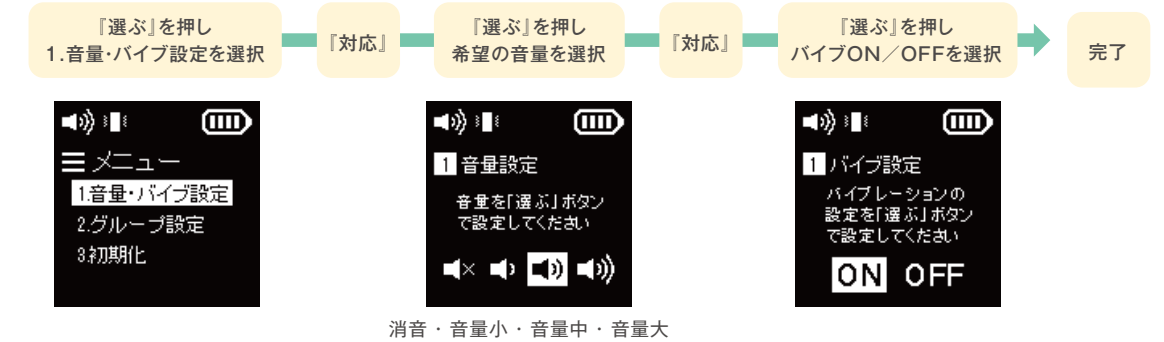 『選ぶ』を押し
1.音量・バイブ設定を選択
『対応』
『選ぶ』を押し
希望の音量を選択
『対応』
『選ぶ』を押し
バイブON／OFFを選択
完了
メニュー
1.音量・バイブ設定
2.グループ設定
3.初期化
1 音量設定
音量を「選ぶ」ボタン
で設定してください
消音・音量小・音量中・音量大
1 バイブ設定
バイブレーションの
設定を「選ぶ」ボタン
で設定してください
ON OFF